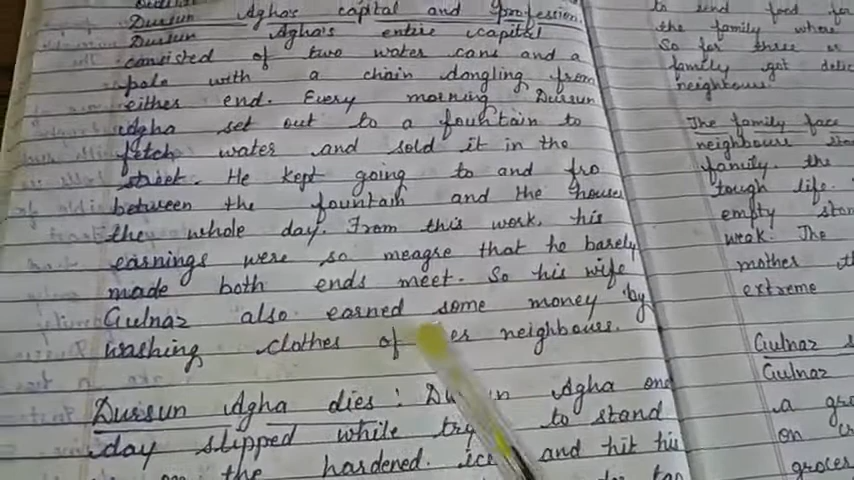 Dursun Agha's capital and Profession.
Dursun Agha's entire capital
consisted of two water cans and a
pole with a chain dangling from
either end. Every morning Dursun
Agha set out to a fountain to
fetch water and sold it in the
street. He kept going to and fro
between the fountain and the houses
the whole day. From this work, his
earnings were so meagre that he barely
made both ends meet. So his wife
Gulnaz also earned some money by
washing clothes of neighbours.
Dursun Agha dies: Agha one
day slipped while to stand
the hardened. ice and hit his
to send food for
the family where
So for three or
family got
neighbours.
The family face
neighbours
family. the
tough life.
empty
weak. The
mother
extreme
Gulnaz
Gulnaz
a
on
grocer